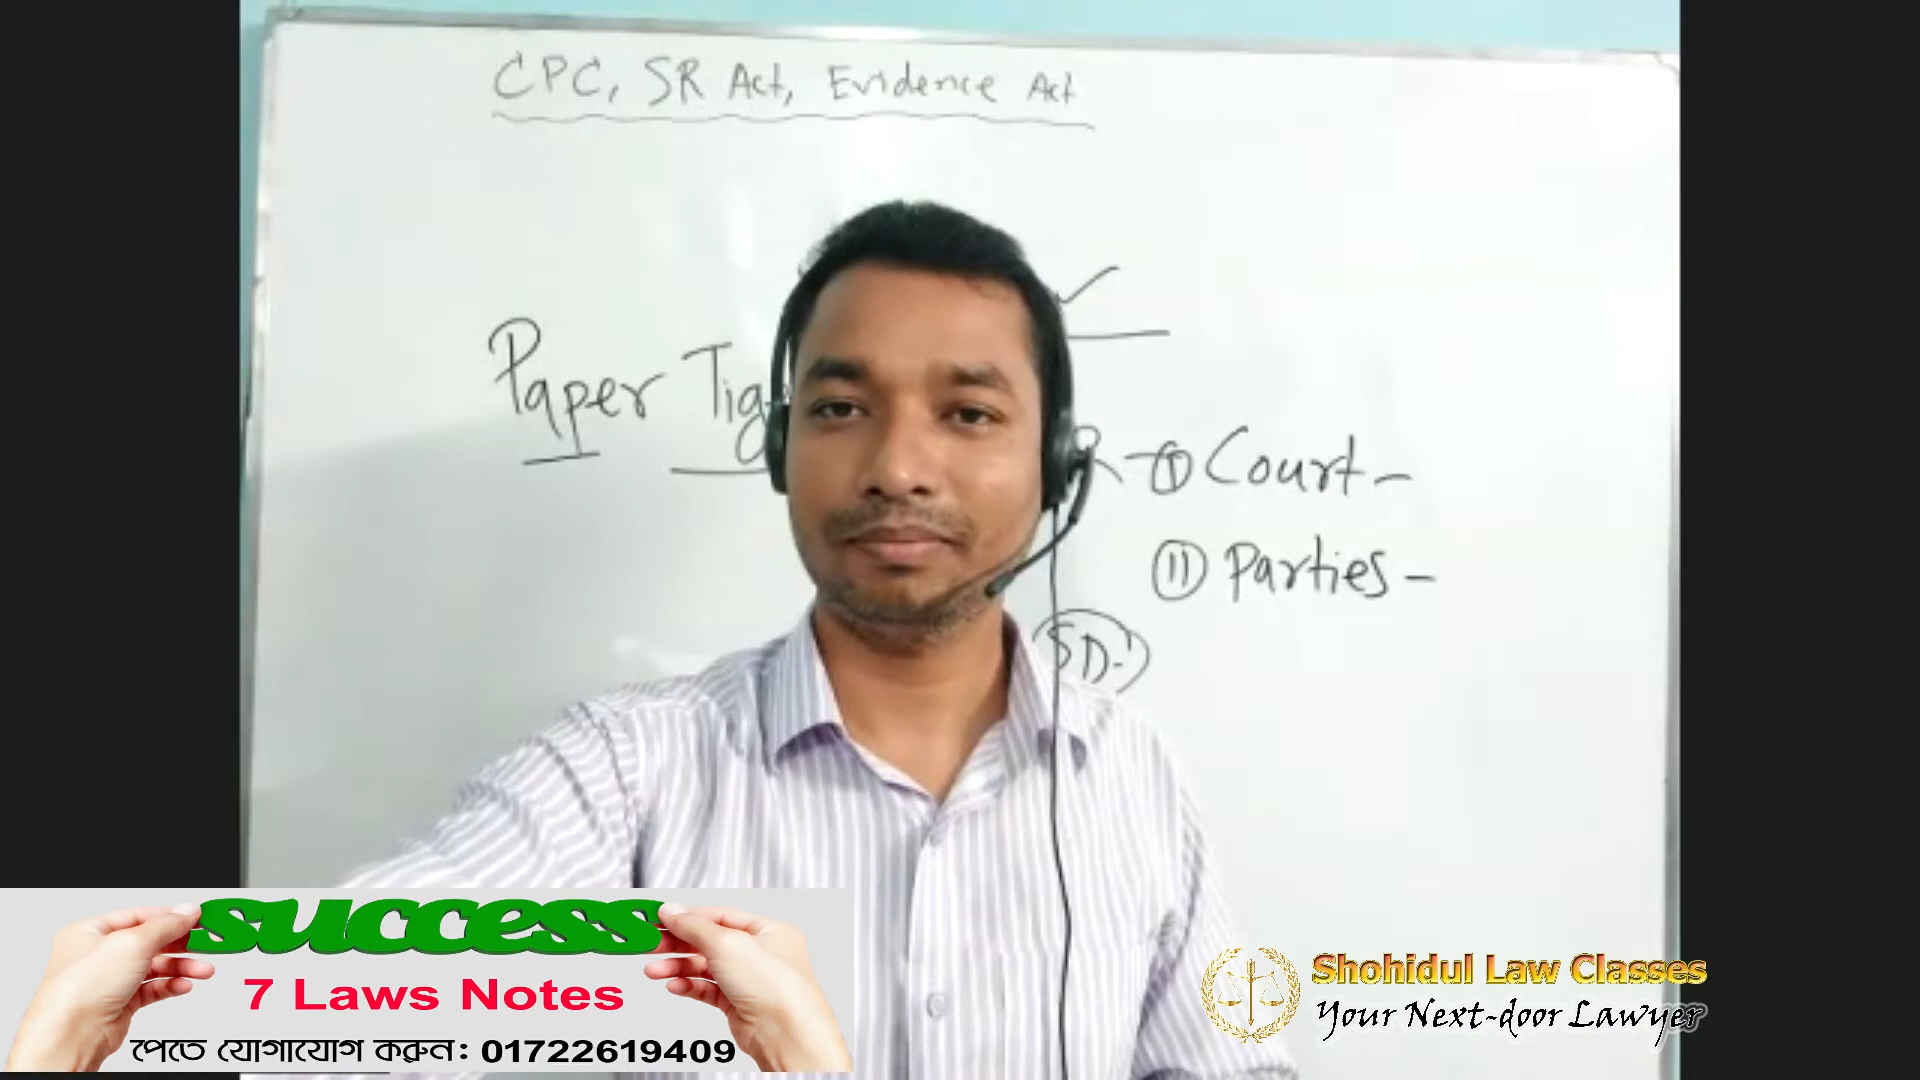 CPC, SR Act, Evidence Act
Paper Tig
R - (I) Court -
(II) Parties -
SD-
success
7 Laws Notes
পেতে যোগাযোগ করুন: 01722619409
Shohidul Law Classes
Your Next-door Lawyer